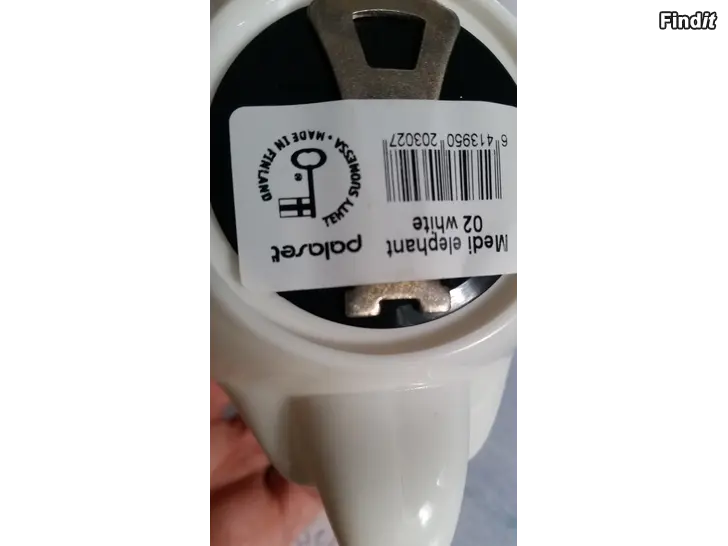 Findit
palaset
Medi elephant
02 white
6 413950 203027
TEHTY SUOMESSA • MADE IN FINLAND
®